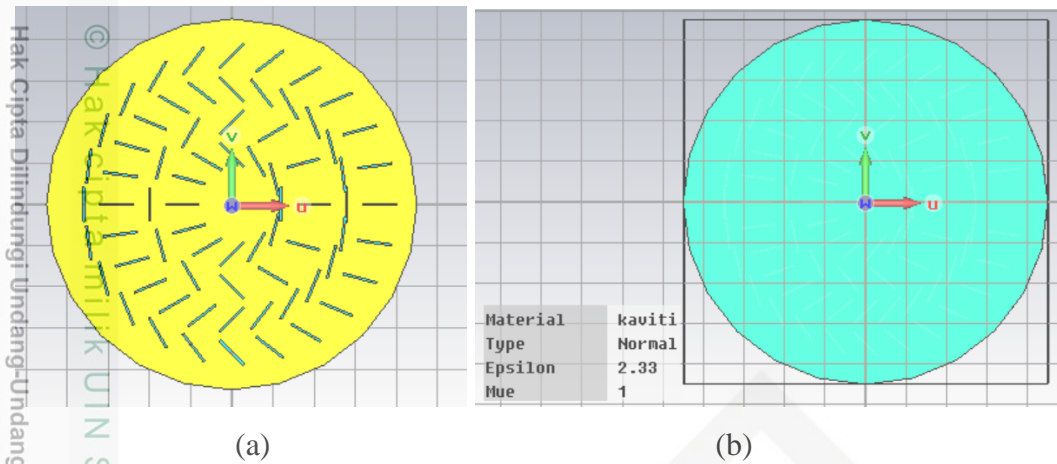 © Hak cipta milik UIN S
Hak Cipta Dilindungi Undang-Undang
v
w
u
v
w
u
Material kaviti
Type Normal
Epsilon 2.33
Mue 1
(a)
(b)